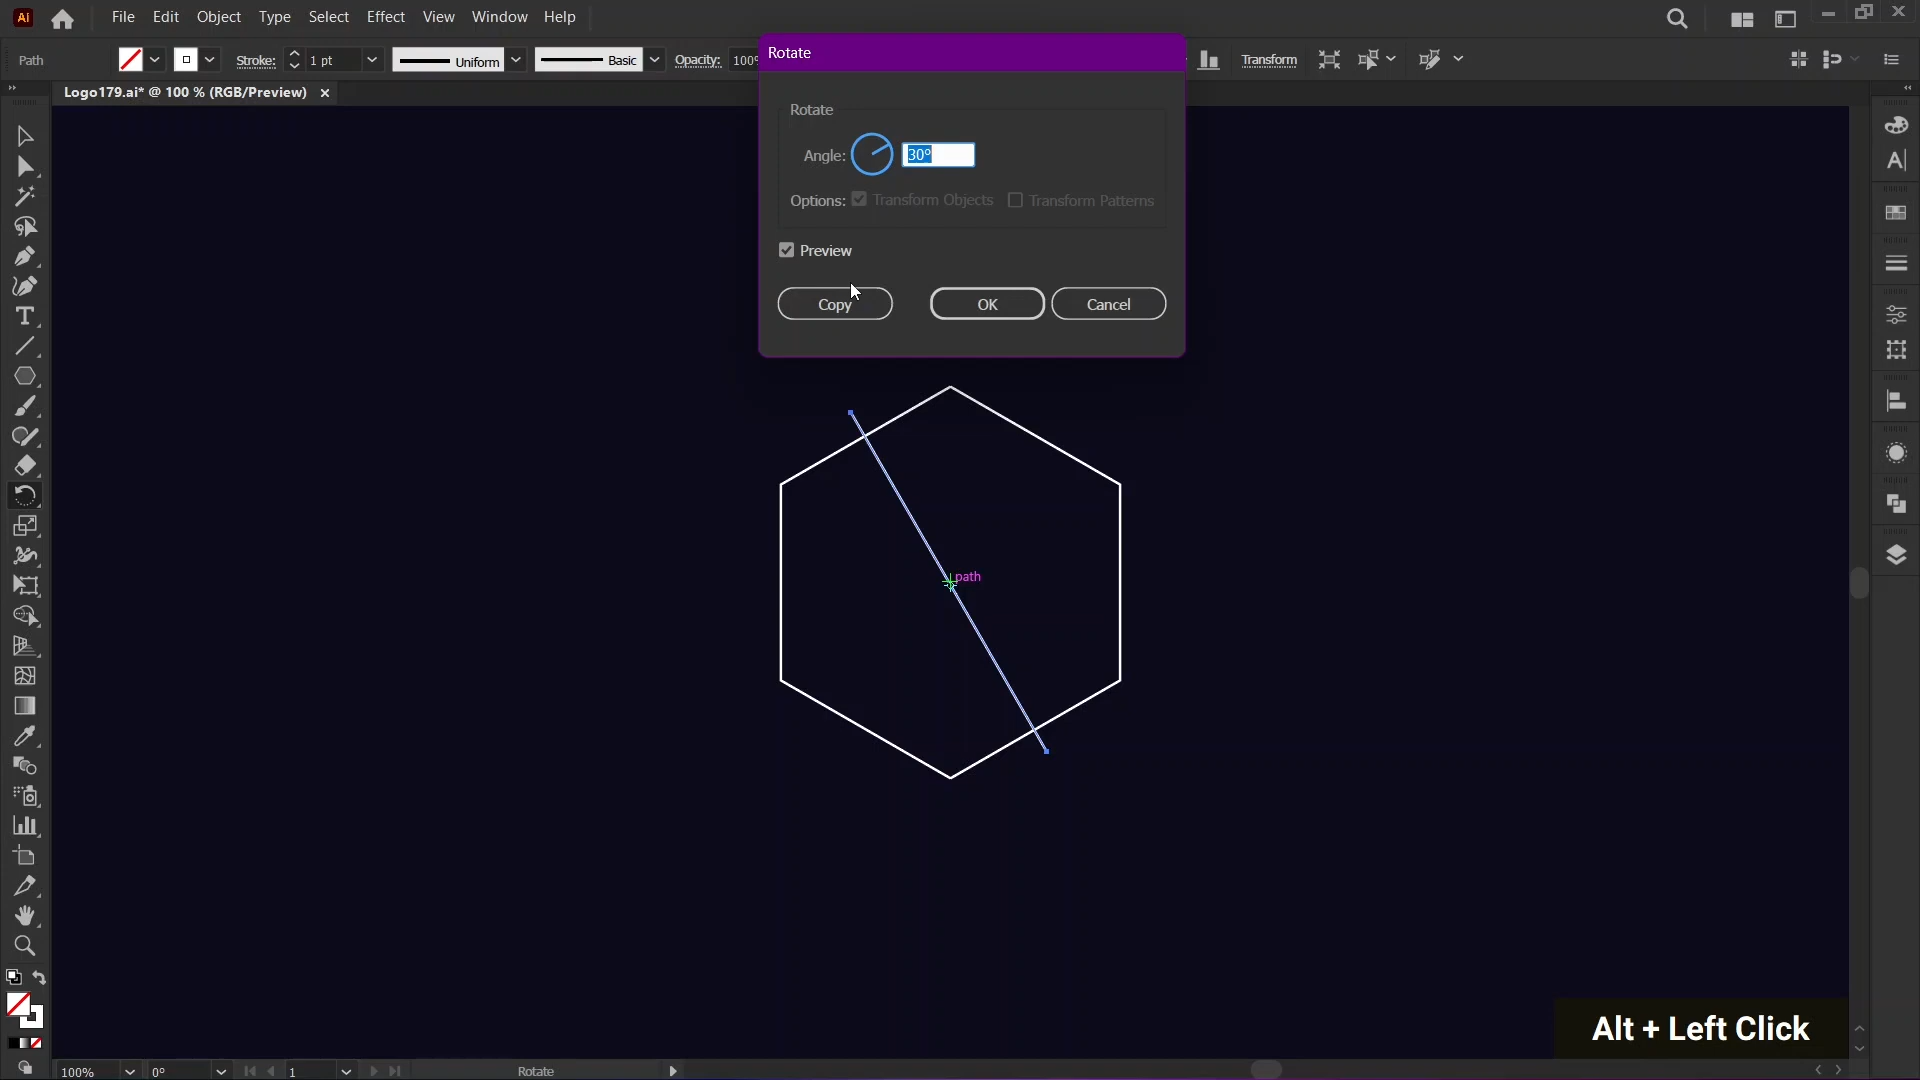 Ai File Edit Object Type Select Effect View Window Help
Path Stroke: 1 pt Uniform Basic Opacity: 100% Transform
Logo179.ai* @ 100 % (RGB/Preview)
Rotate
Rotate
Angle: 30°
Options: Transform Objects Transform Patterns
Preview
Copy OK Cancel
path
Alt + Left Click
100% 0° 1 Rotate